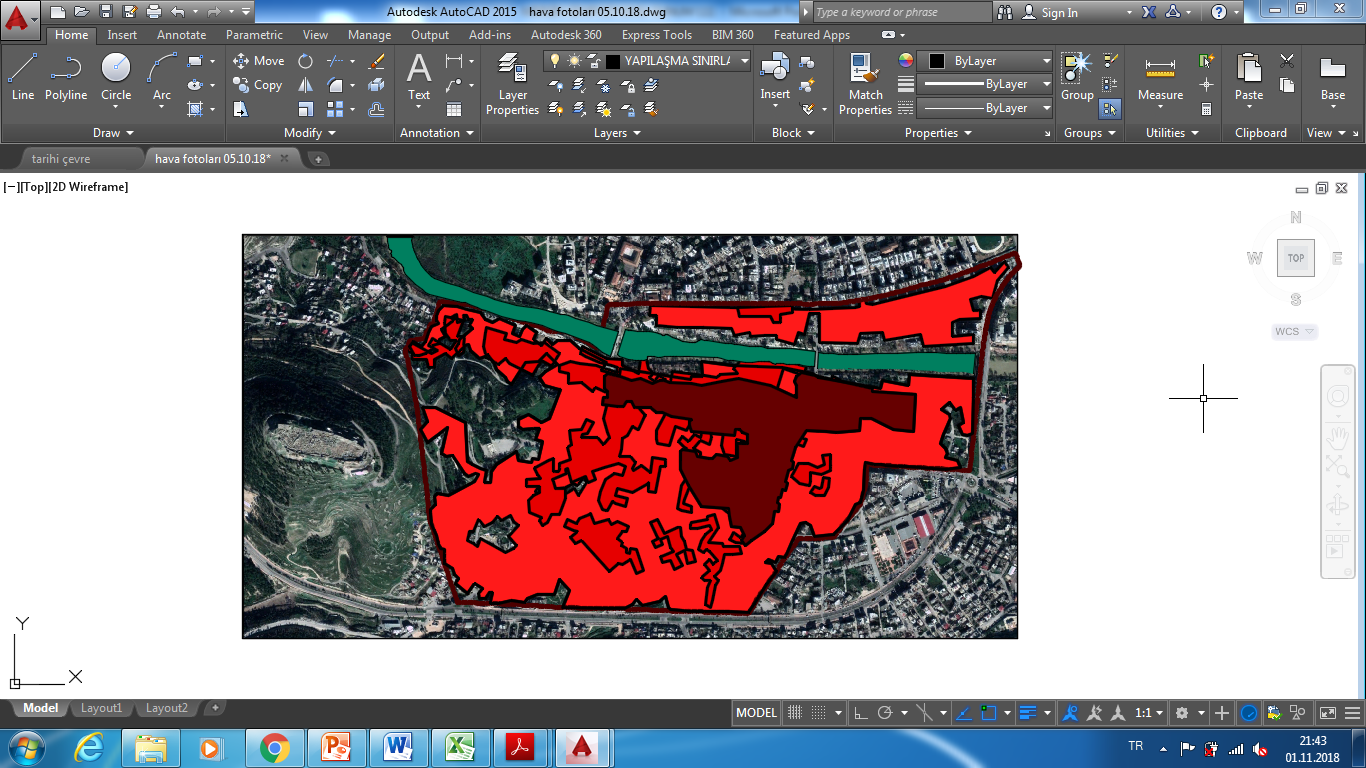 Autodesk AutoCAD 2015 hava fotoları 05.10.18.dwg
Type a keyword or phrase
Sign In
Home Insert Annotate Parametric View Manage Output Add-ins Autodesk 360 Express Tools BIM 360 Featured Apps
Line Polyline Circle Arc
Move
Copy
Text
Layer Properties
YAPILAŞMA SINIRLA
Insert
Match Properties
ByLayer
ByLayer
ByLayer
Group
Measure
Paste
Base
Draw Modify Annotation Layers Block Properties Groups Utilities Clipboard View
tarihi çevre hava fotoları 05.10.18*
[−][Top][2D Wireframe]
N
W TOP E
S
WCS
Y
X
Model Layout1 Layout2
MODEL 1:1
TR
21:43
01.11.2018